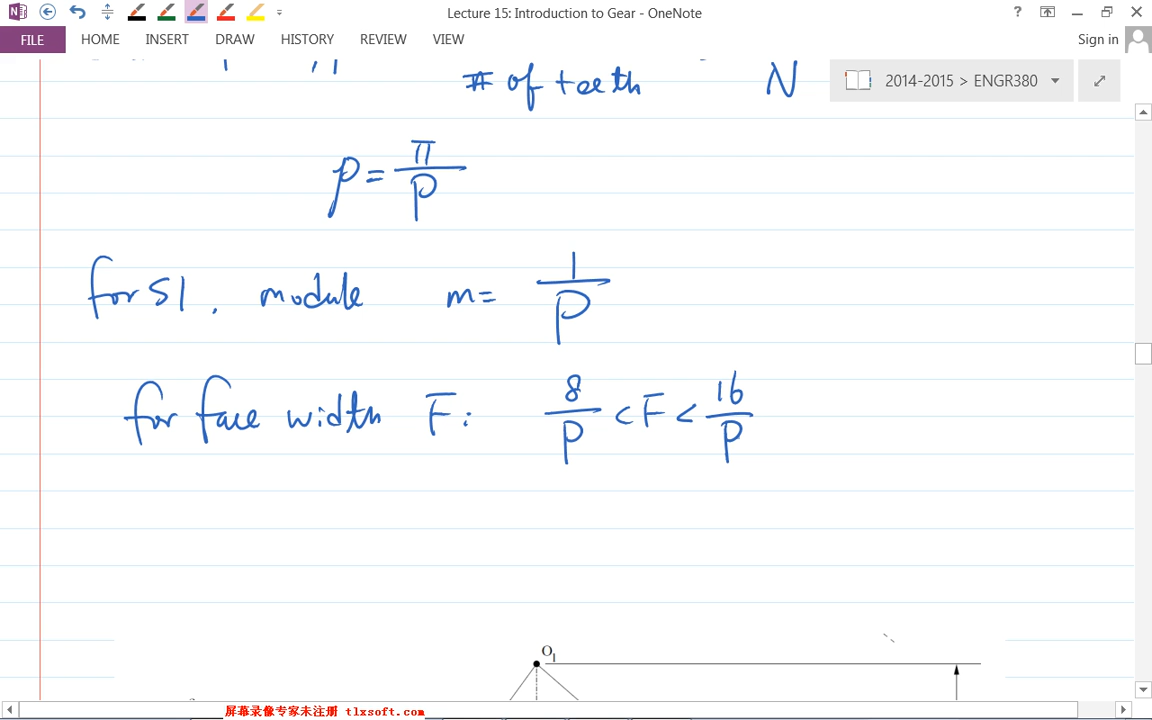 Lecture 15: Introduction to Gear - OneNote
?
FILE HOME INSERT DRAW HISTORY REVIEW VIEW
Sign in
# of teeth N
2014-2015 > ENGR380
p = π/P
for SI, module m = 1/P
for face width F: 8/P < F < 16/P
O1
屏幕录像专家未注册 tlxsoft.com